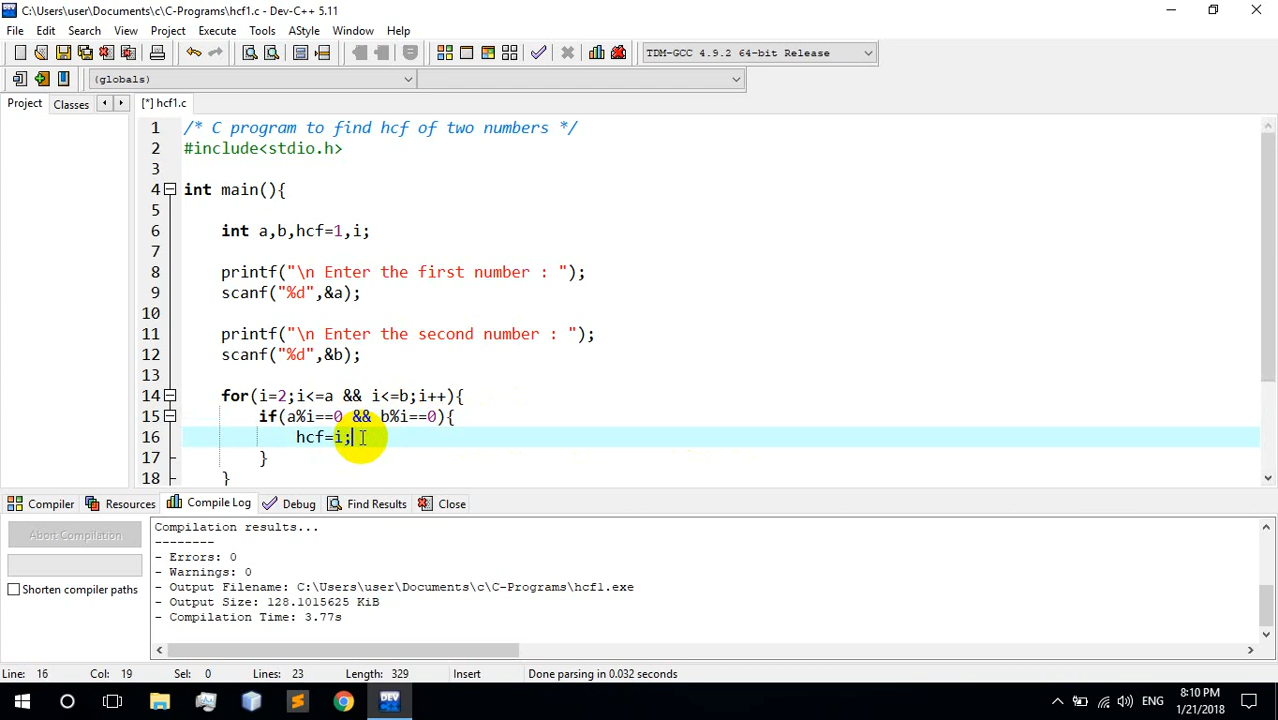 C:\Users\user\Documents\c\C-Programs\hcf1.c - Dev-C++ 5.11
File Edit Search View Project Execute Tools AStyle Window Help
TDM-GCC 4.9.2 64-bit Release
(globals)
Project Classes [*] hcf1.c
1 /* C program to find hcf of two numbers */
2 #include<stdio.h>
3
4 int main(){
5
6 int a,b,hcf=1,i;
7
8 printf("\n Enter the first number : ");
9 scanf("%d",&a);
10
11 printf("\n Enter the second number : ");
12 scanf("%d",&b);
13
14 for(i=2;i<=a && i<=b;i++){
15 if(a%i==0 && b%i==0){
16 hcf=i;
17 }
18 }
Compiler Resources Compile Log Debug Find Results Close
Abort Compilation
Shorten compiler paths
Compilation results...
--------
- Errors: 0
- Warnings: 0
- Output Filename: C:\Users\user\Documents\c\C-Programs\hcf1.exe
- Output Size: 128.1015625 KiB
- Compilation Time: 3.77s
Line: 16 Col: 19 Sel: 0 Lines: 23 Length: 329 Insert Done parsing in 0.032 seconds
DEV
ENG
8:10 PM
1/21/2018